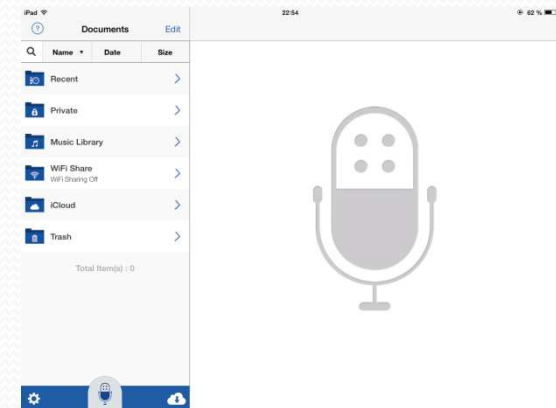 iPad 22:54 62 %
Documents Edit
Name ▼ Date Size
Recent
Private
Music Library
WiFi Share
WiFi Sharing Off
iCloud
Trash
Total Item(s) : 0